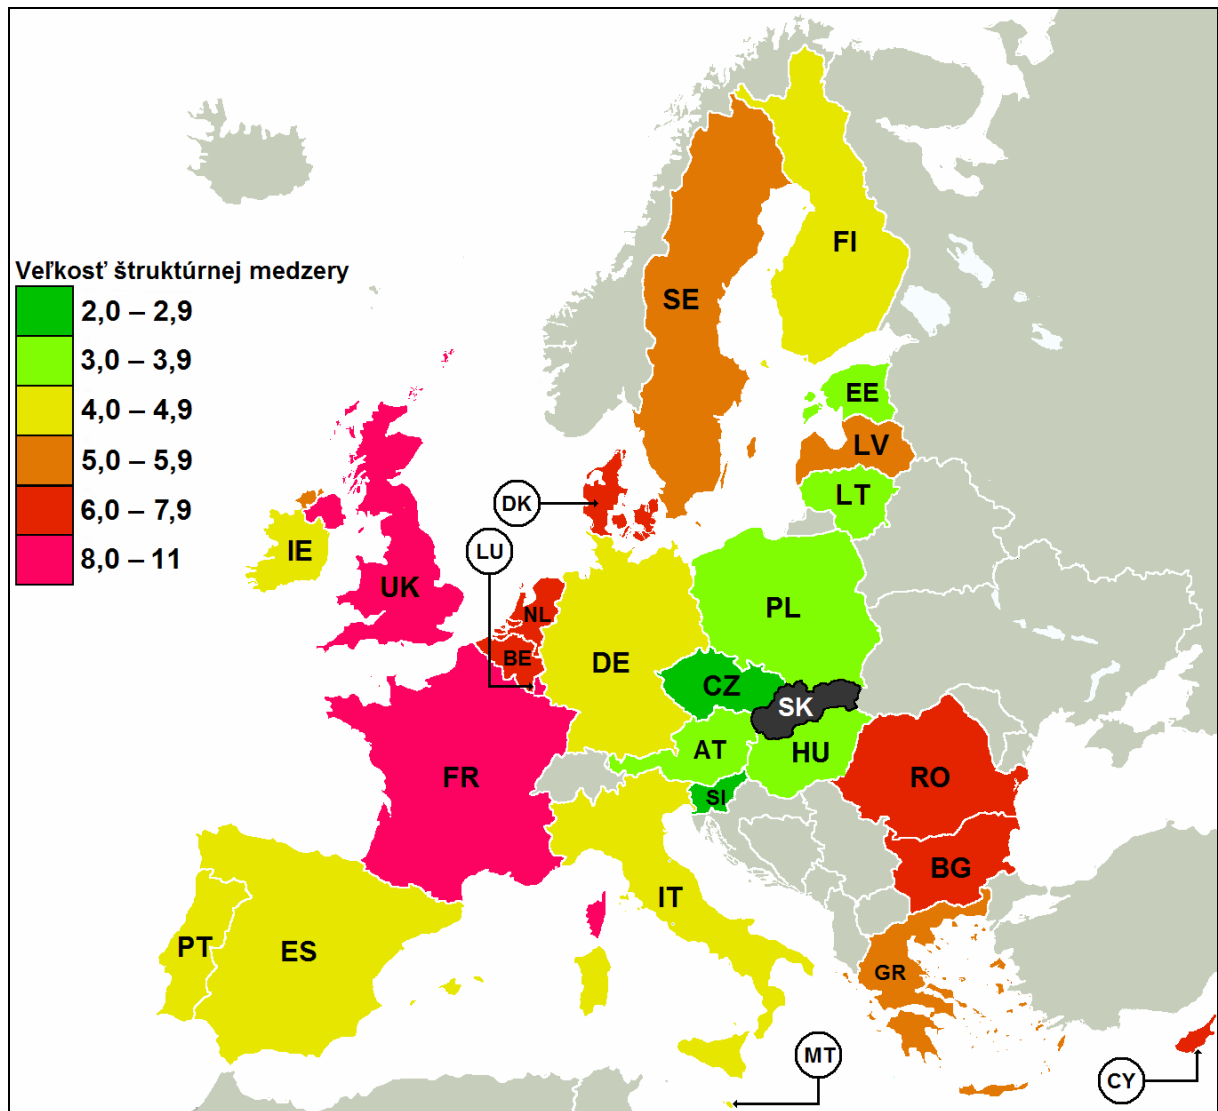 FI
SE
Veľkosť štruktúrnej medzery
2,0 – 2,9
3,0 – 3,9
4,0 – 4,9
5,0 – 5,9
6,0 – 7,9
8,0 – 11
EE
LV
LT
DK
LU
IE
UK
NL
PL
BE
DE
CZ
SK
AT
HU
FR
RO
SI
BG
IT
PT
ES
GR
MT
CY